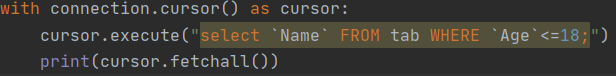 with connection.cursor() as cursor:
cursor.execute("select `Name` FROM tab WHERE `Age`<=18;")
print(cursor.fetchall())